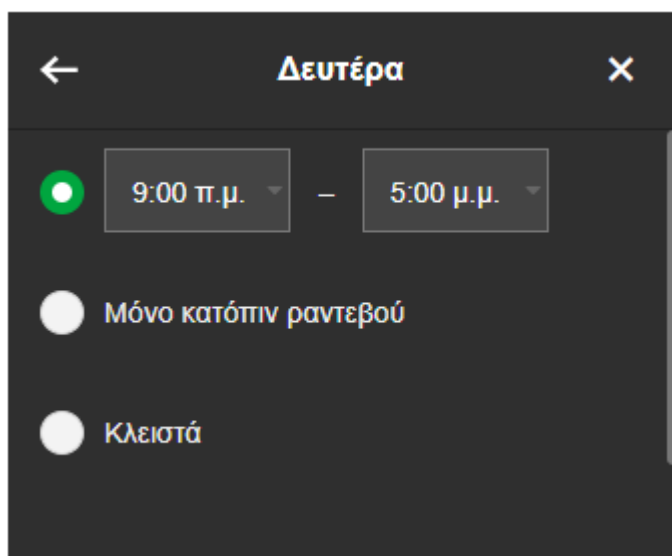 Δευτέρα
9:00 π.μ. – 5:00 μ.μ.
Μόνο κατόπιν ραντεβού
Κλειστά